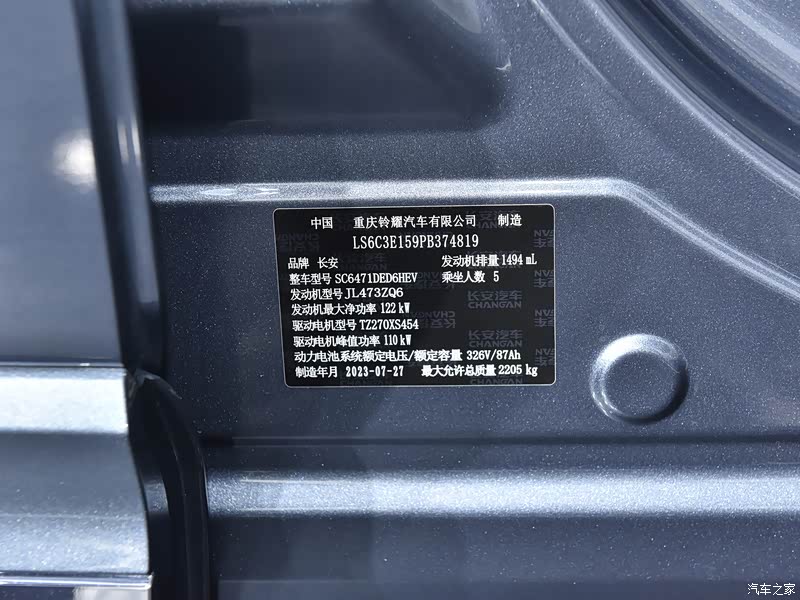 中国 重庆铃耀汽车有限公司 制造
LS6C3E159PB374819
品牌 长安 发动机排量 1494 mL
整车型号 SC6471DED6HEV 乘坐人数 5
发动机型号 JL473ZQ6
发动机最大净功率 122 kW
驱动电机型号 TZ270XS454
驱动电机峰值功率 110 kW
动力电池系统额定电压/额定容量 326V/87Ah
制造年月 2023-07-27 最大允许总质量 2205 kg
长安汽车
CHANGAN
汽车之家